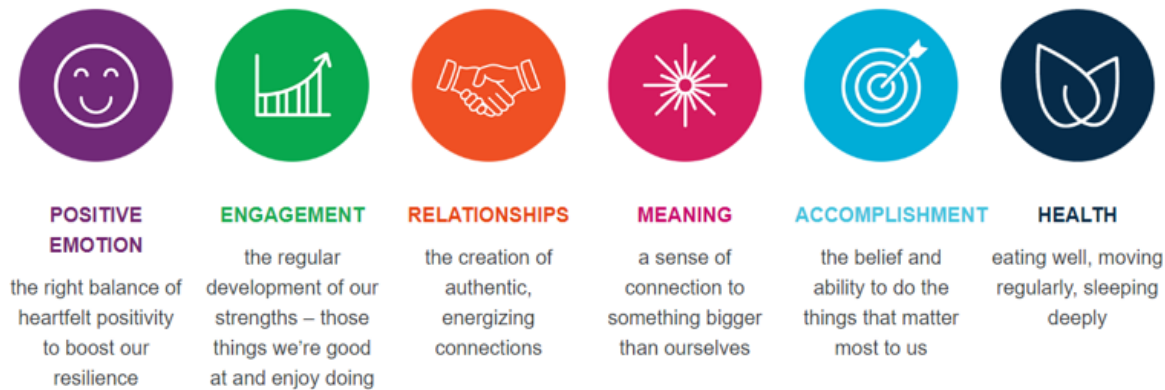 POSITIVE
EMOTION
the right balance of
heartfelt positivity
to boost our
resilience
ENGAGEMENT
the regular
development of our
strengths – those
things we're good
at and enjoy doing
RELATIONSHIPS
the creation of
authentic,
energizing
connections
MEANING
a sense of
connection to
something bigger
than ourselves
ACCOMPLISHMENT
the belief and
ability to do the
things that matter
most to us
HEALTH
eating well, moving
regularly, sleeping
deeply